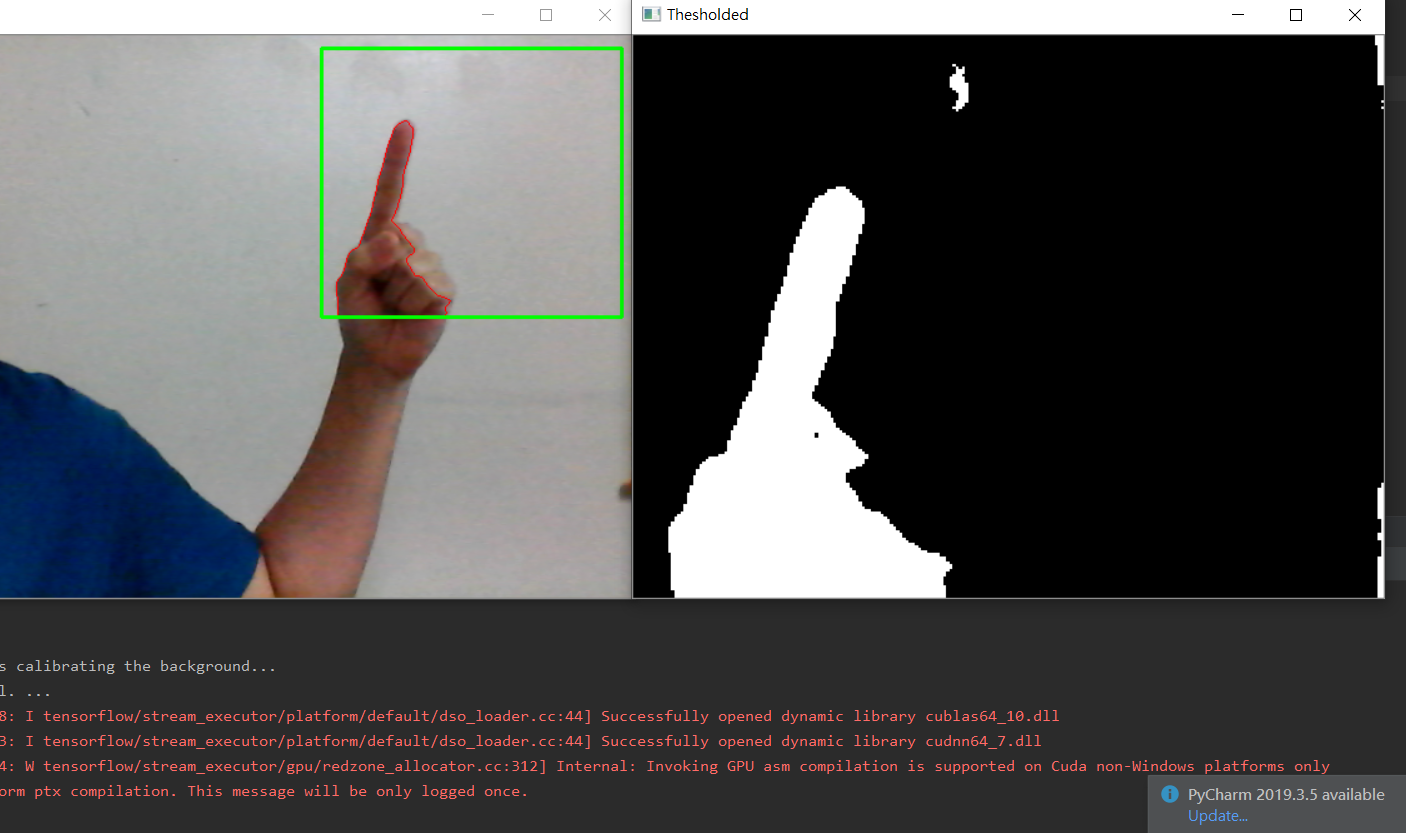 Thesholded
s calibrating the background...
l. ...
8: I tensorflow/stream_executor/platform/default/dso_loader.cc:44] Successfully opened dynamic library cublas64_10.dll
3: I tensorflow/stream_executor/platform/default/dso_loader.cc:44] Successfully opened dynamic library cudnn64_7.dll
4: W tensorflow/stream_executor/gpu/redzone_allocator.cc:312] Internal: Invoking GPU asm compilation is supported on Cuda non-Windows platforms only
orm ptx compilation. This message will be only logged once.
PyCharm 2019.3.5 available
Update...